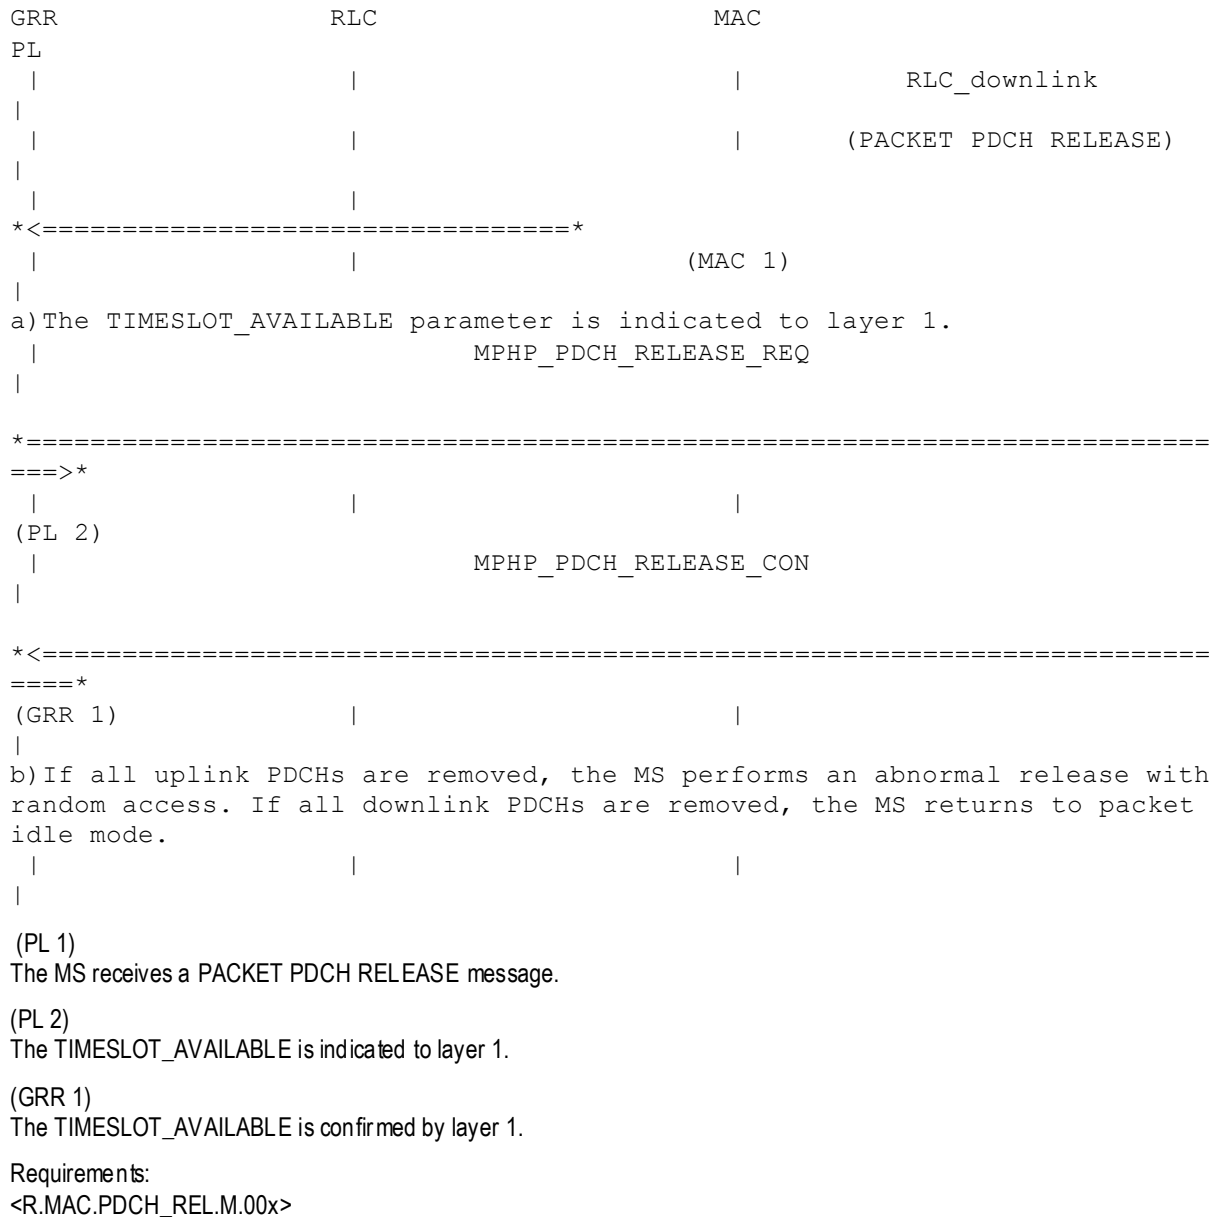 GRR                 RLC                     MAC
PL
 |                   |                       |          RLC_downlink
|
 |                   |                       |      (PACKET PDCH RELEASE)
|
 |                   |
*<=================================*
 |                   |                    (MAC 1)
|
a)The TIMESLOT_AVAILABLE parameter is indicated to layer 1.
 |                           MPHP_PDCH_RELEASE_REQ
|
*==========================================================================
===>*
 |                   |                       |
(PL 2)
 |                           MPHP_PDCH_RELEASE_CON
|
*<=========================================================================
====*
(GRR 1)              |                       |
|
b)If all uplink PDCHs are removed, the MS performs an abnormal release with
random access. If all downlink PDCHs are removed, the MS returns to packet
idle mode.
 |                   |                       |
|
(PL 1)
The MS receives a PACKET PDCH RELEASE message.
(PL 2)
The TIMESLOT_AVAILABLE is indicated to layer 1.
(GRR 1)
The TIMESLOT_AVAILABLE is confirmed by layer 1.
Requirements:
<R.MAC.PDCH_REL.M.00x>